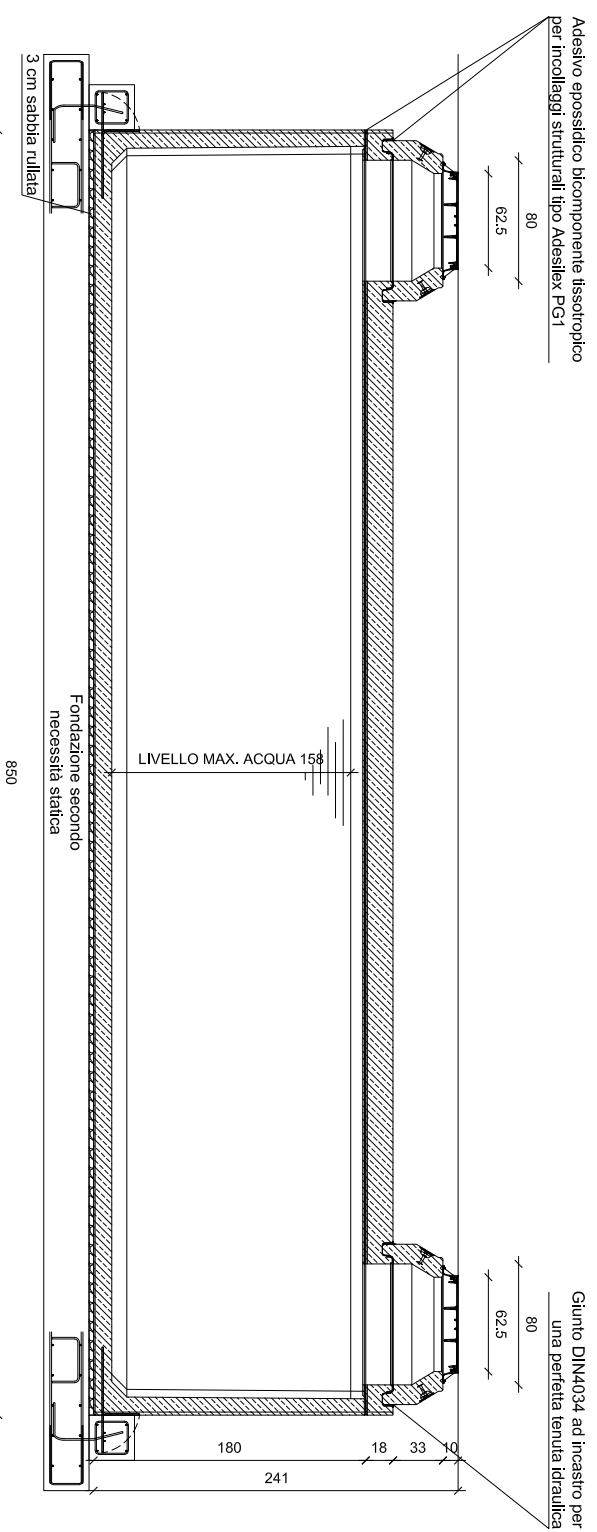 Adesivo epossidico bicomponente tissotropico
per incollaggi strutturali tipo Adesilex PG1
Giunto DIN4034 ad incastro per
una perfetta tenuta idraulica
80
62.5
80
62.5
LIVELLO MAX. ACQUA 158
180
18
33
10
241
3 cm sabbia rullata
Fondazione secondo
necessità statica
850